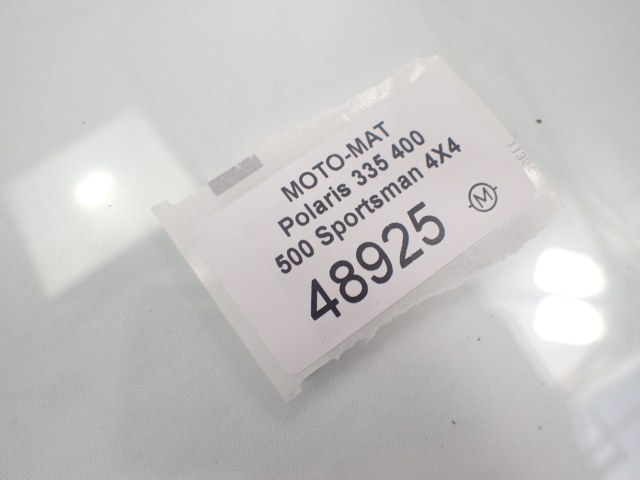 MOTO-MAT
Polaris 335 400
500 Sportsman 4X4
48925
M